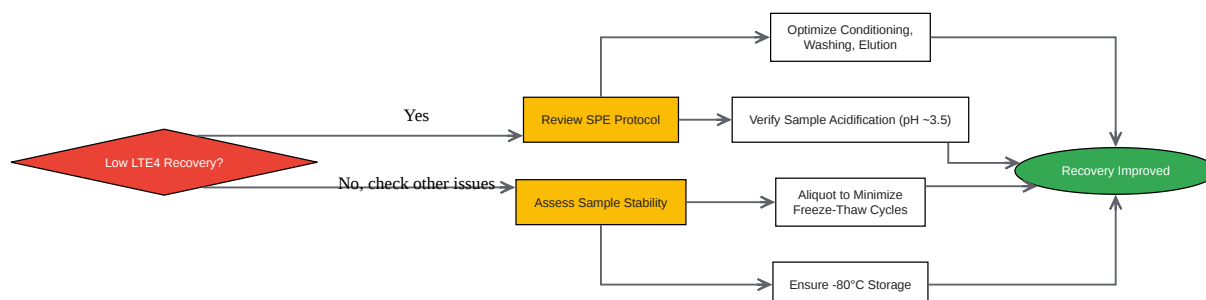 Optimize Conditioning,
Washing, Elution
Yes
Review SPE Protocol
Verify Sample Acidification (pH ~3.5)
Low LTE4 Recovery?
Recovery Improved
No, check other issues
Assess Sample Stability
Aliquot to Minimize
Freeze-Thaw Cycles
Ensure -80°C Storage